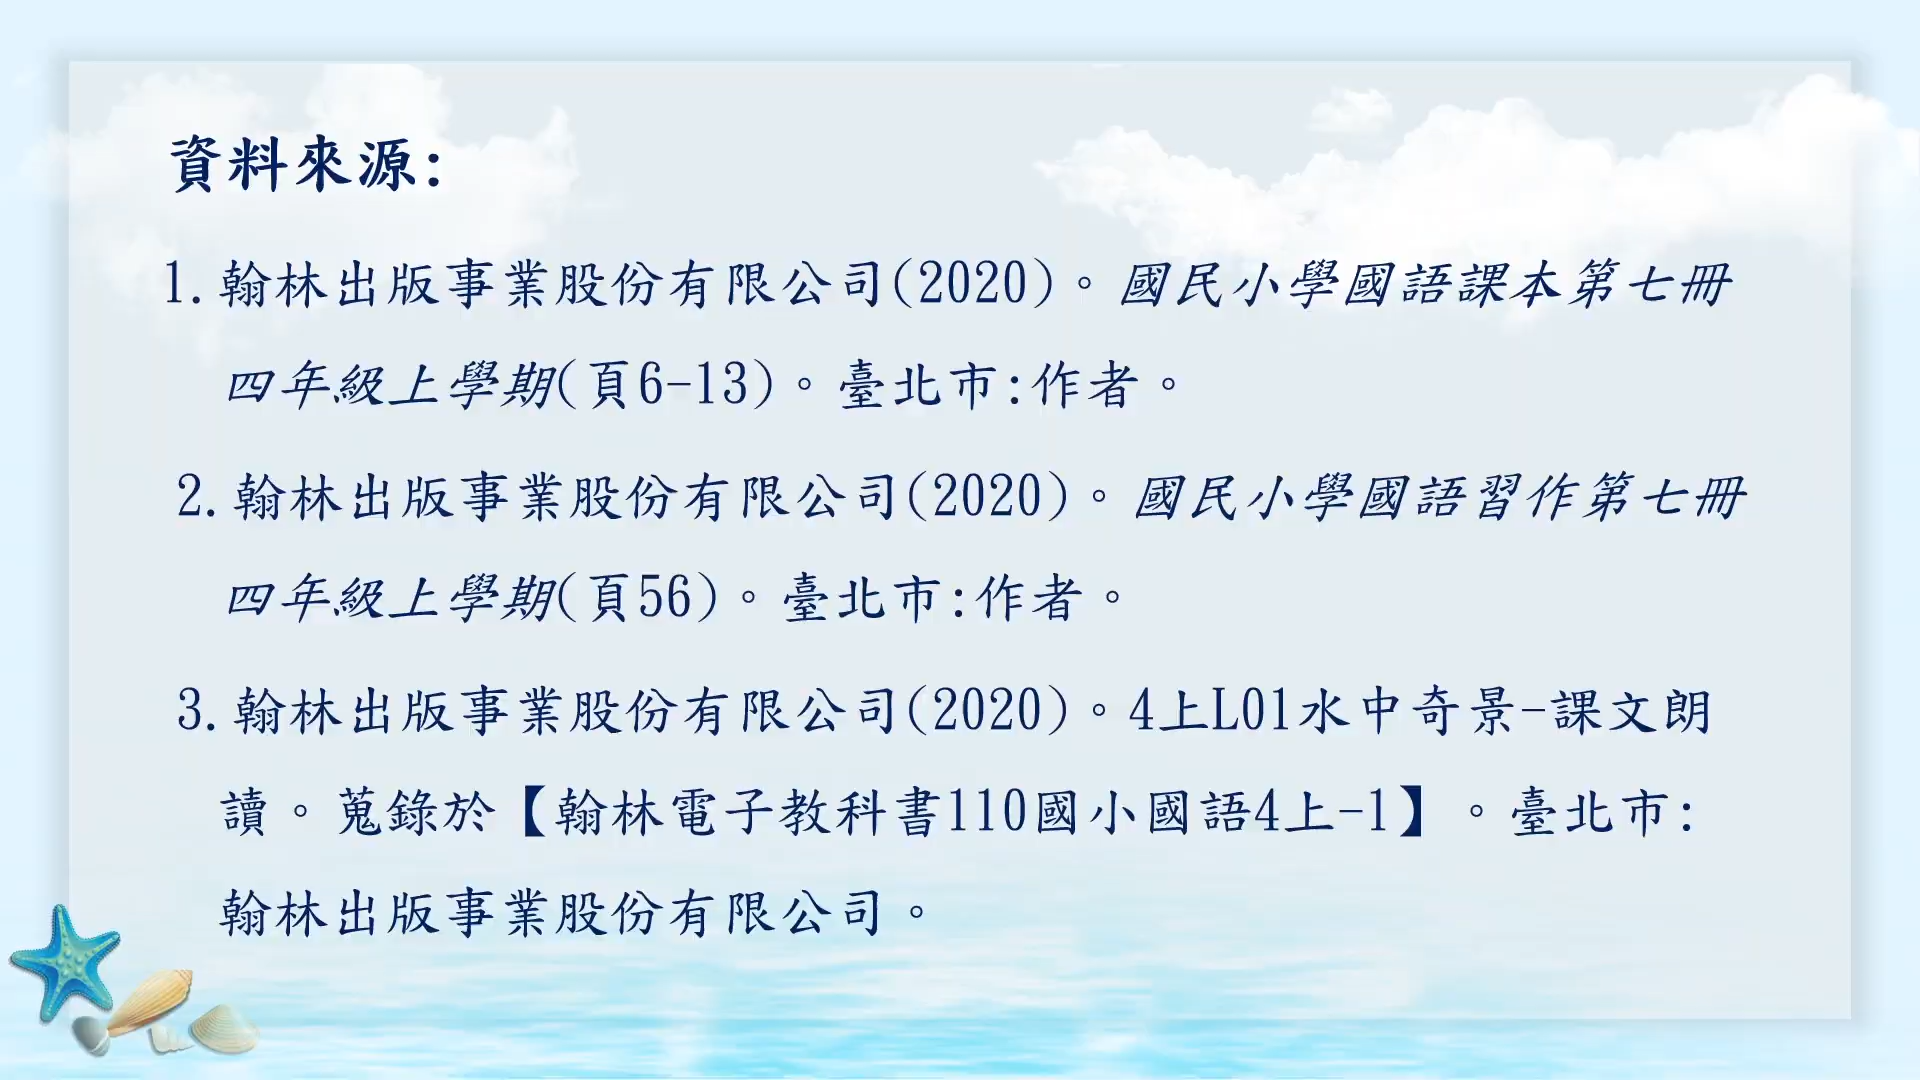 資料來源:
1.翰林出版事業股份有限公司(2020)。國民小學國語課本第七冊
四年級上學期(頁6-13)。臺北市:作者。
2.翰林出版事業股份有限公司(2020)。國民小學國語習作第七冊
四年級上學期(頁56)。臺北市:作者。
3.翰林出版事業股份有限公司(2020)。4上L01水中奇景-課文朗
讀。蒐錄於【翰林電子教科書110國小國語4上-1】。臺北市:
翰林出版事業股份有限公司。